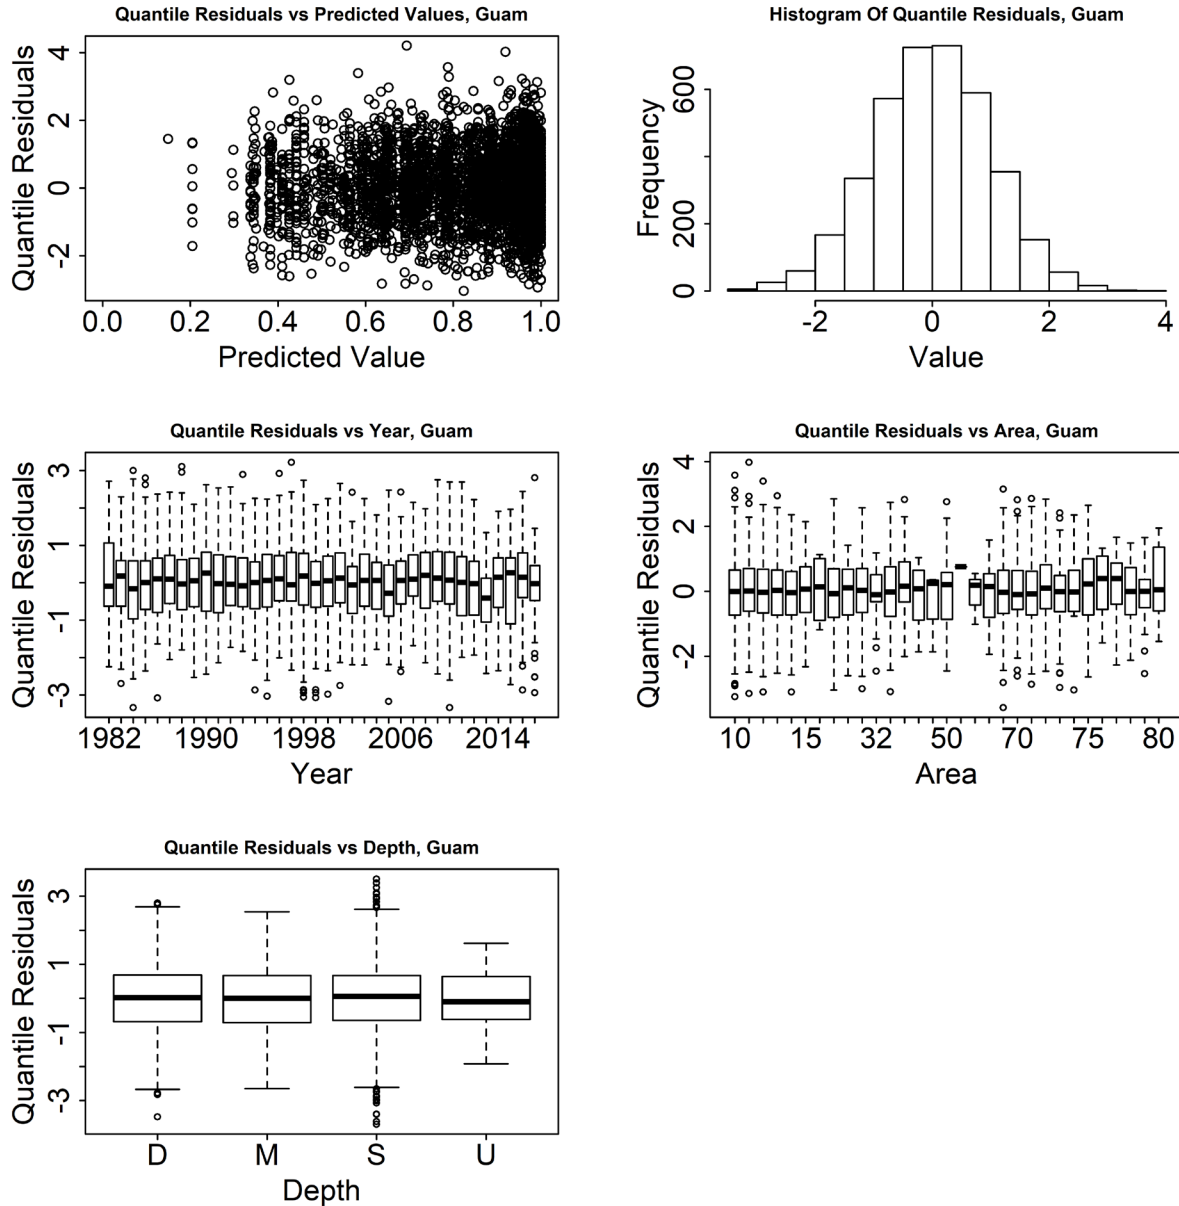 Quantile Residuals vs Predicted Values, Guam
Quantile Residuals
4
2
0
-2
0.0 0.2 0.4 0.6 0.8 1.0
Predicted Value
Histogram Of Quantile Residuals, Guam
Frequency
600
200
0
-2 0 2 4
Value
Quantile Residuals vs Year, Guam
Quantile Residuals
3
1
-1
-3
1982 1990 1998 2006 2014
Year
Quantile Residuals vs Area, Guam
Quantile Residuals
4
2
0
-2
10 15 32 50 70 75 80
Area
Quantile Residuals vs Depth, Guam
Quantile Residuals
3
1
-1
-3
D M S U
Depth